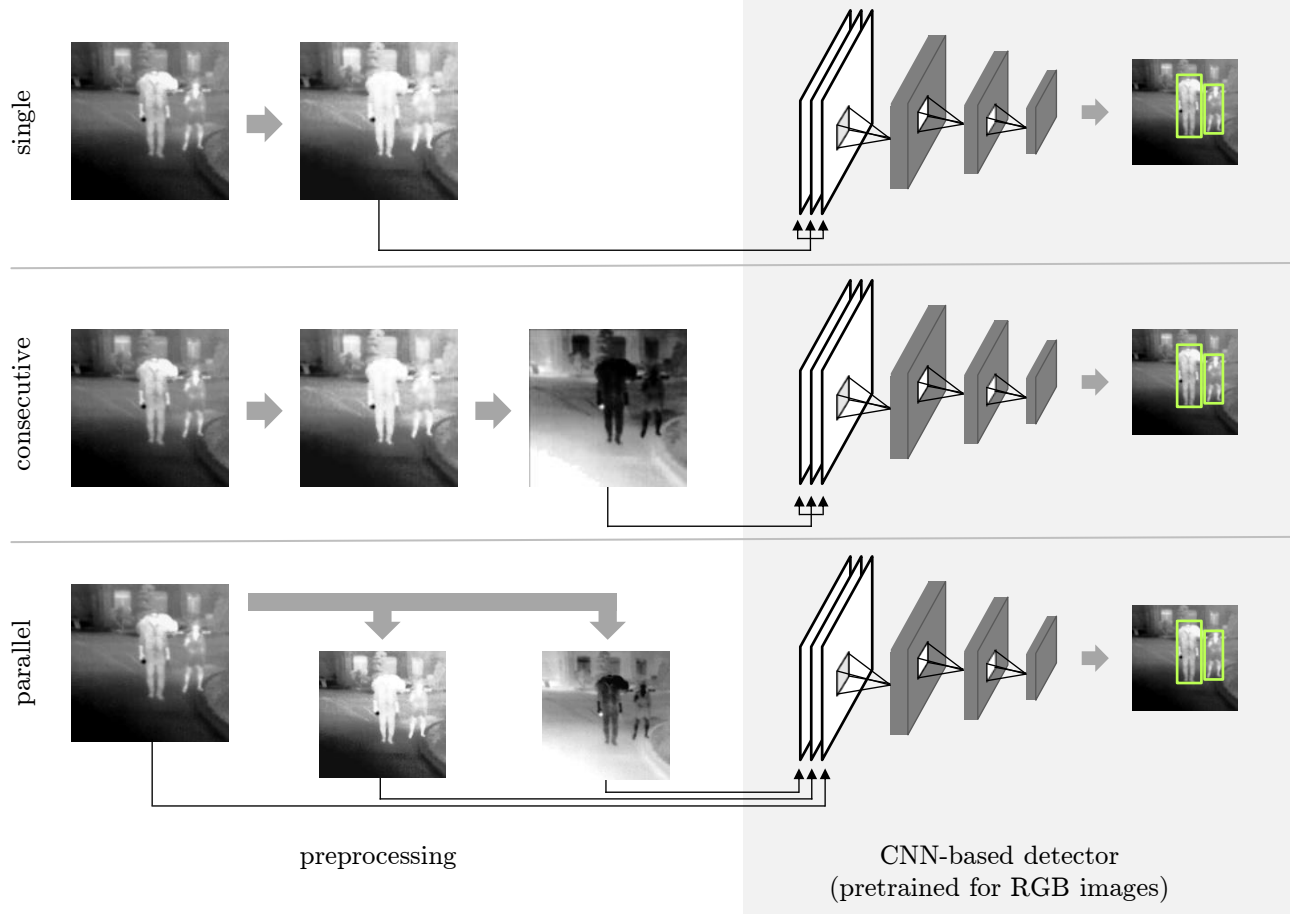 single
consecutive
parallel
preprocessing
CNN-based detector
(pretrained for RGB images)